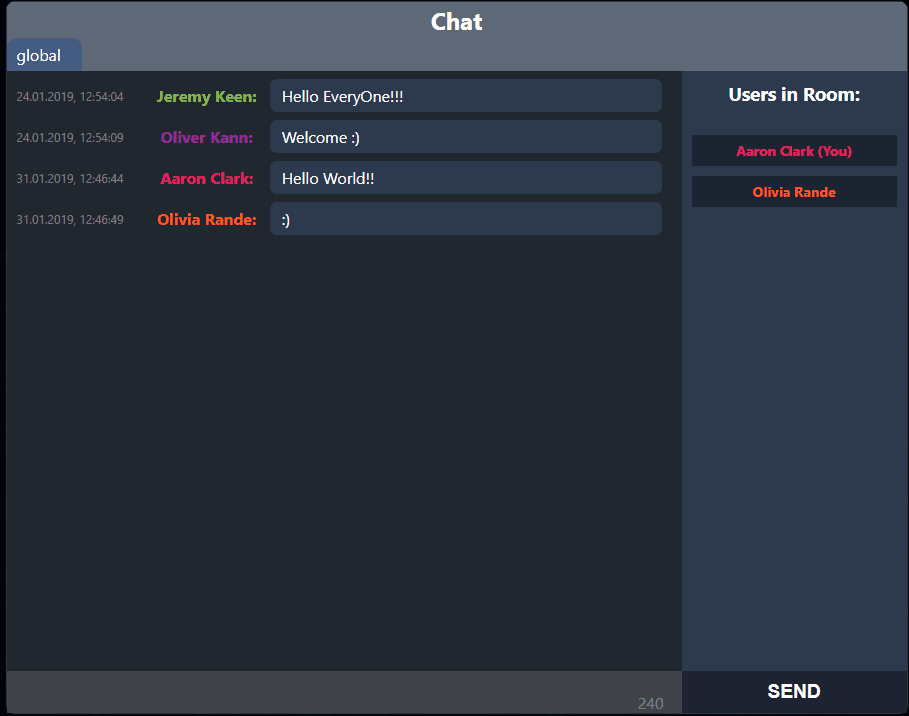 Chat
global
24.01.2019, 12:54:04 Jeremy Keen: Hello EveryOne!!!
24.01.2019, 12:54:09 Oliver Kann: Welcome :)
31.01.2019, 12:46:44 Aaron Clark: Hello World!!
31.01.2019, 12:46:49 Olivia Rande: :)
Users in Room:
Aaron Clark (You)
Olivia Rande
240
SEND